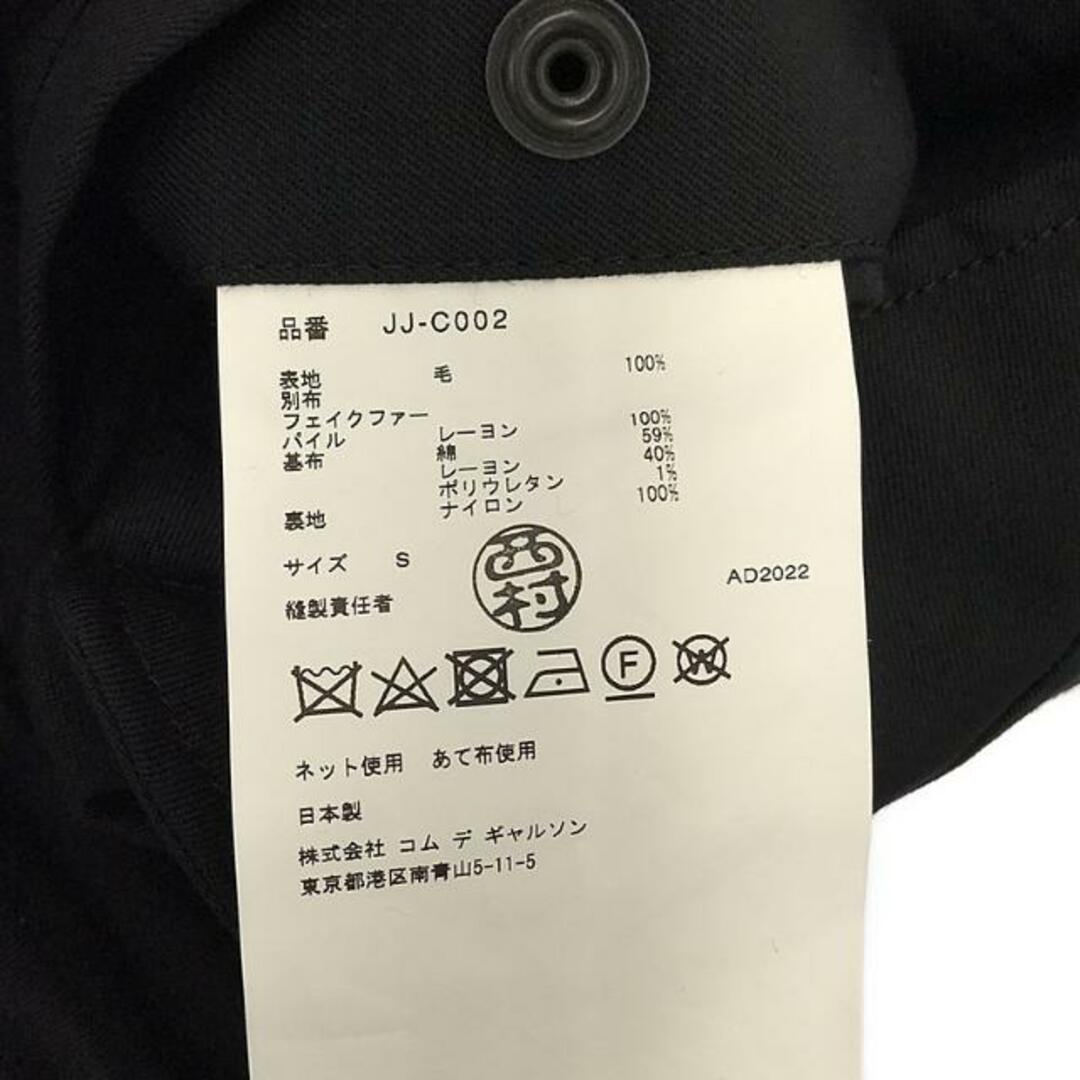 品番 JJ-C002
表地 毛 100%
別布
フェイクファー
パイル レーヨン 100%
基布 綿 59%
レーヨン 40%
ポリウレタン 1%
裏地 ナイロン 100%
サイズ S
西村
AD2022
縫製責任者
F
W
ネット使用 あて布使用
日本製
株式会社 コム デ ギャルソン
東京都港区南青山5-11-5